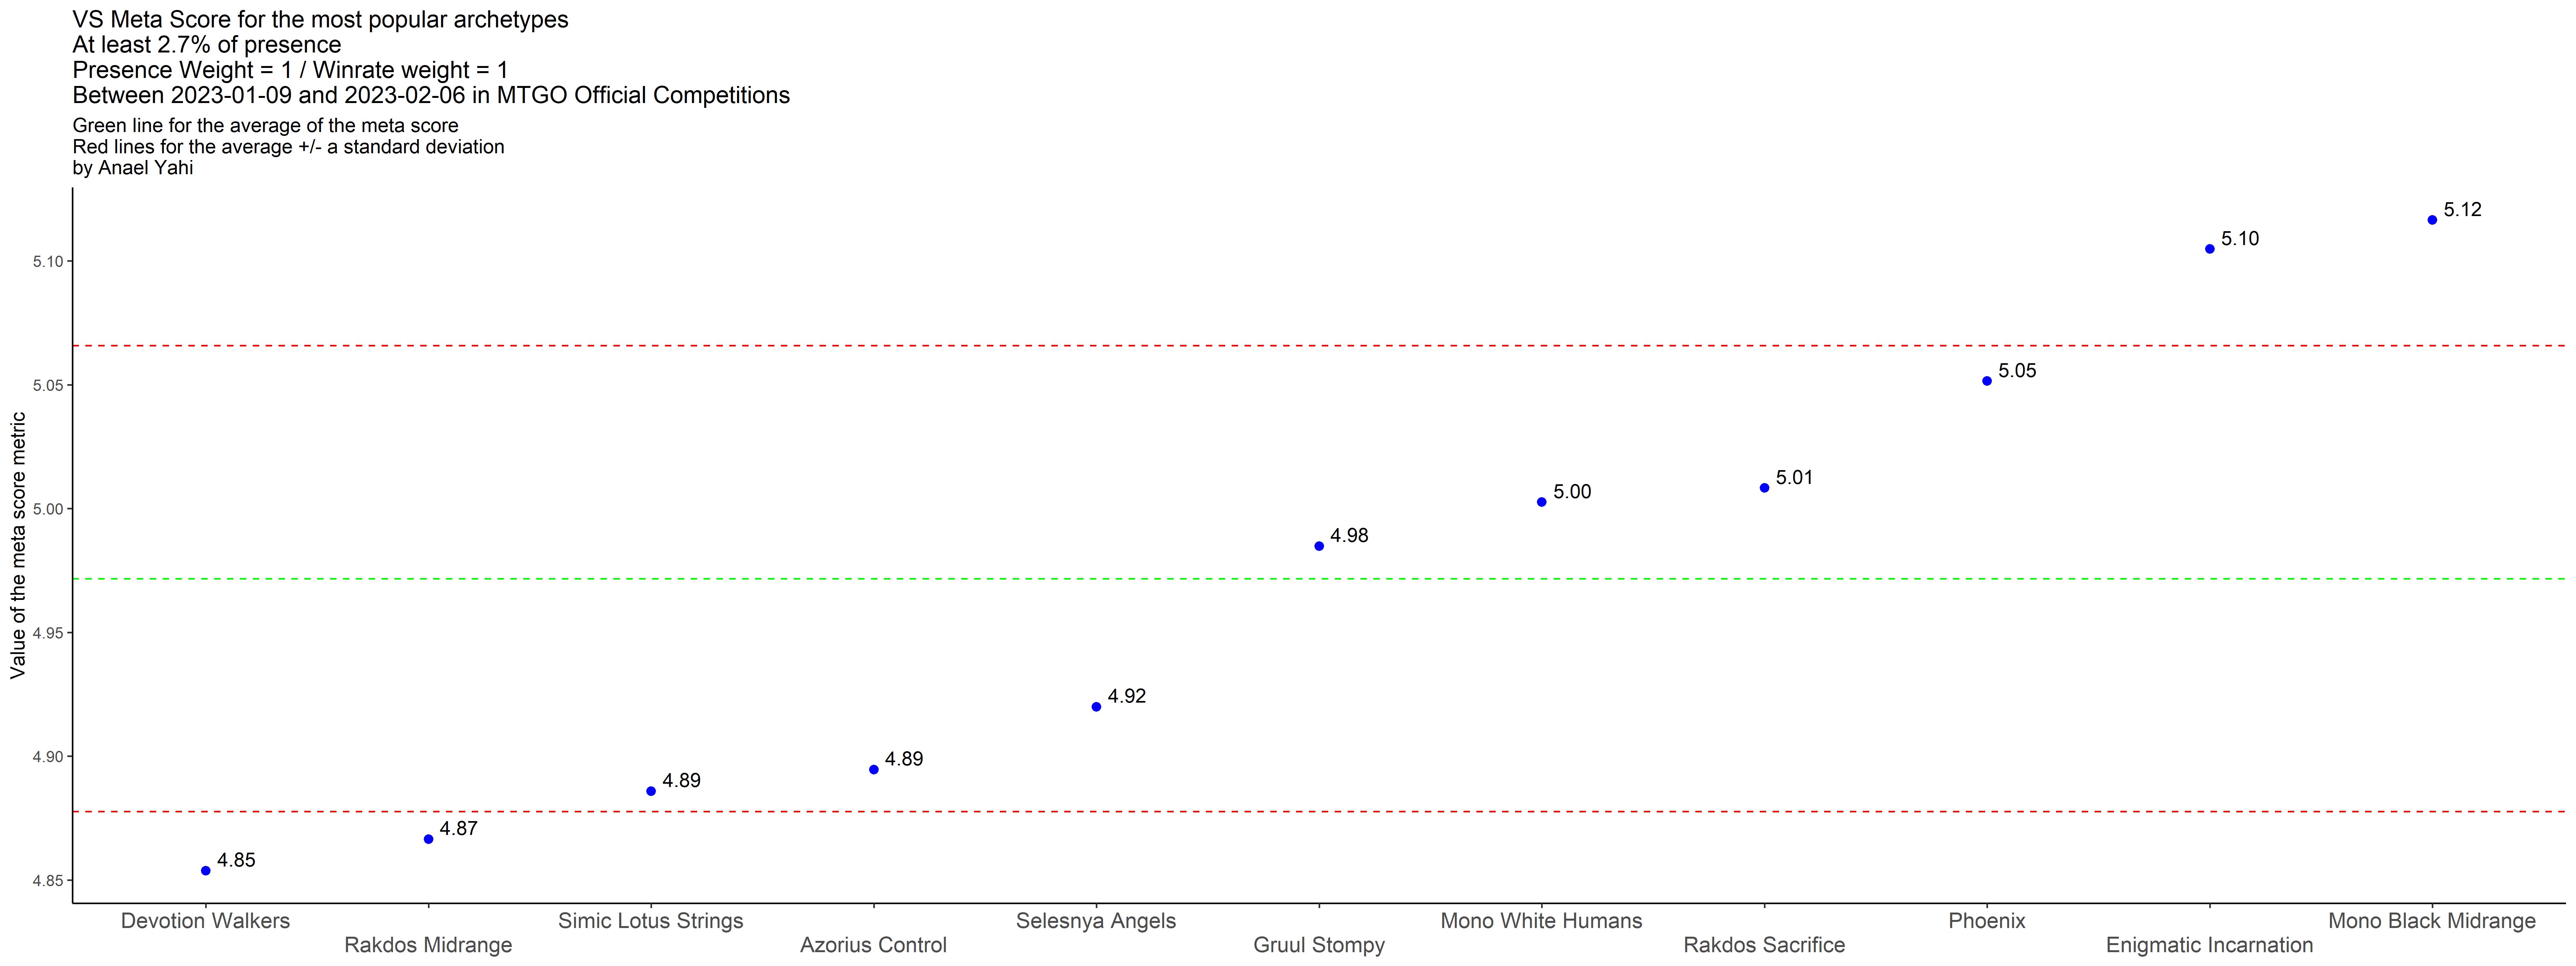 VS Meta Score for the most popular archetypes
At least 2.7% of presence
Presence Weight = 1 / Winrate weight = 1
Between 2023-01-09 and 2023-02-06 in MTGO Official Competitions
Green line for the average of the meta score
Red lines for the average +/- a standard deviation
by Anael Yahi
Value of the meta score metric
5.10
5.05
5.00
4.95
4.90
4.85
4.85
4.87
4.89
4.89
4.92
4.98
5.00
5.01
5.05
5.10
5.12
Devotion Walkers
Rakdos Midrange
Simic Lotus Strings
Azorius Control
Selesnya Angels
Gruul Stompy
Mono White Humans
Rakdos Sacrifice
Phoenix
Enigmatic Incarnation
Mono Black Midrange